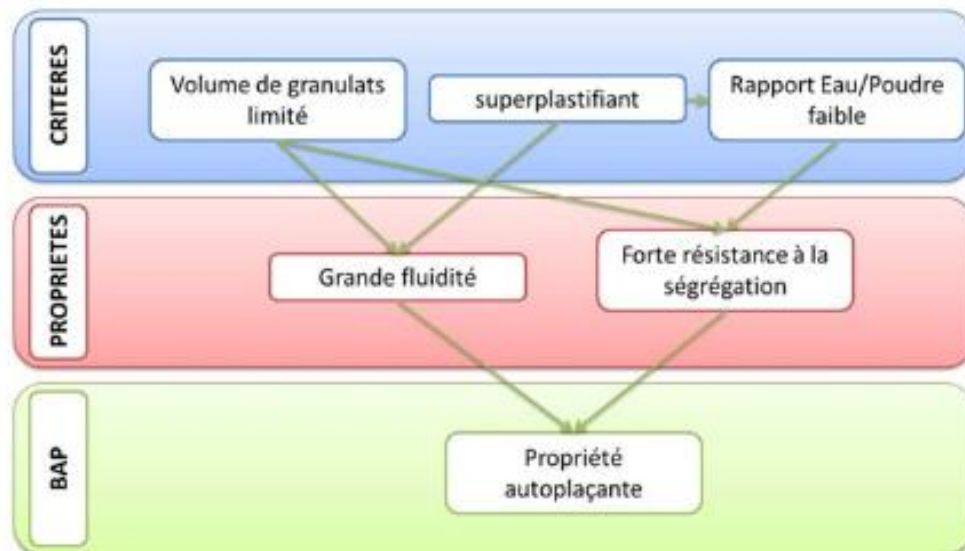 CRITERES
Volume de granulats
limité
superplastifiant
Rapport Eau/Poudre
faible
PROPRIETES
Grande fluidité
Forte résistance à la
ségrégation
BAP
Propriété
autoplaçante